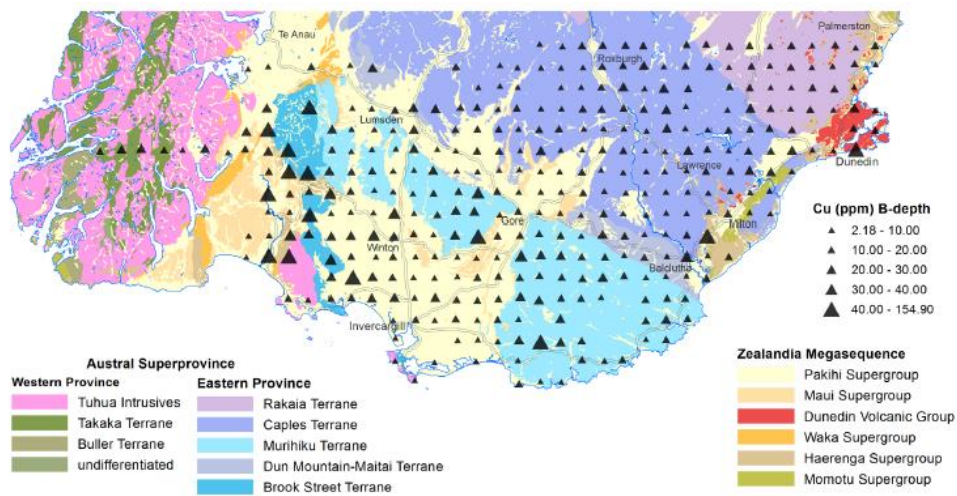 Te Anau
Palmerston
Roxburgh
Lumsden
Lawrence
Dunedin
Gore
Milton
Winton
Balclutha
Invercargill
Cu (ppm) B-depth
2.18 - 10.00
10.00 - 20.00
20.00 - 30.00
30.00 - 40.00
40.00 - 154.90
Austral Superprovince
Western Province
Tuhua Intrusives
Takaka Terrane
Buller Terrane
undifferentiated
Eastern Province
Rakaia Terrane
Caples Terrane
Murihiku Terrane
Dun Mountain-Maitai Terrane
Brook Street Terrane
Zealandia Megasequence
Pakihi Supergroup
Maui Supergroup
Dunedin Volcanic Group
Waka Supergroup
Haerenga Supergroup
Momotu Supergroup